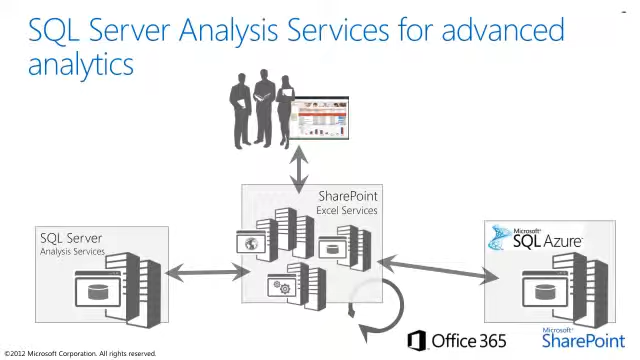 SQL Server Analysis Services for advanced
analytics
SharePoint
Excel Services
SQL Server
Analysis Services
Microsoft®
SQL Azure™
Office 365
Microsoft®
SharePoint
©2012 Microsoft Corporation. All rights reserved.